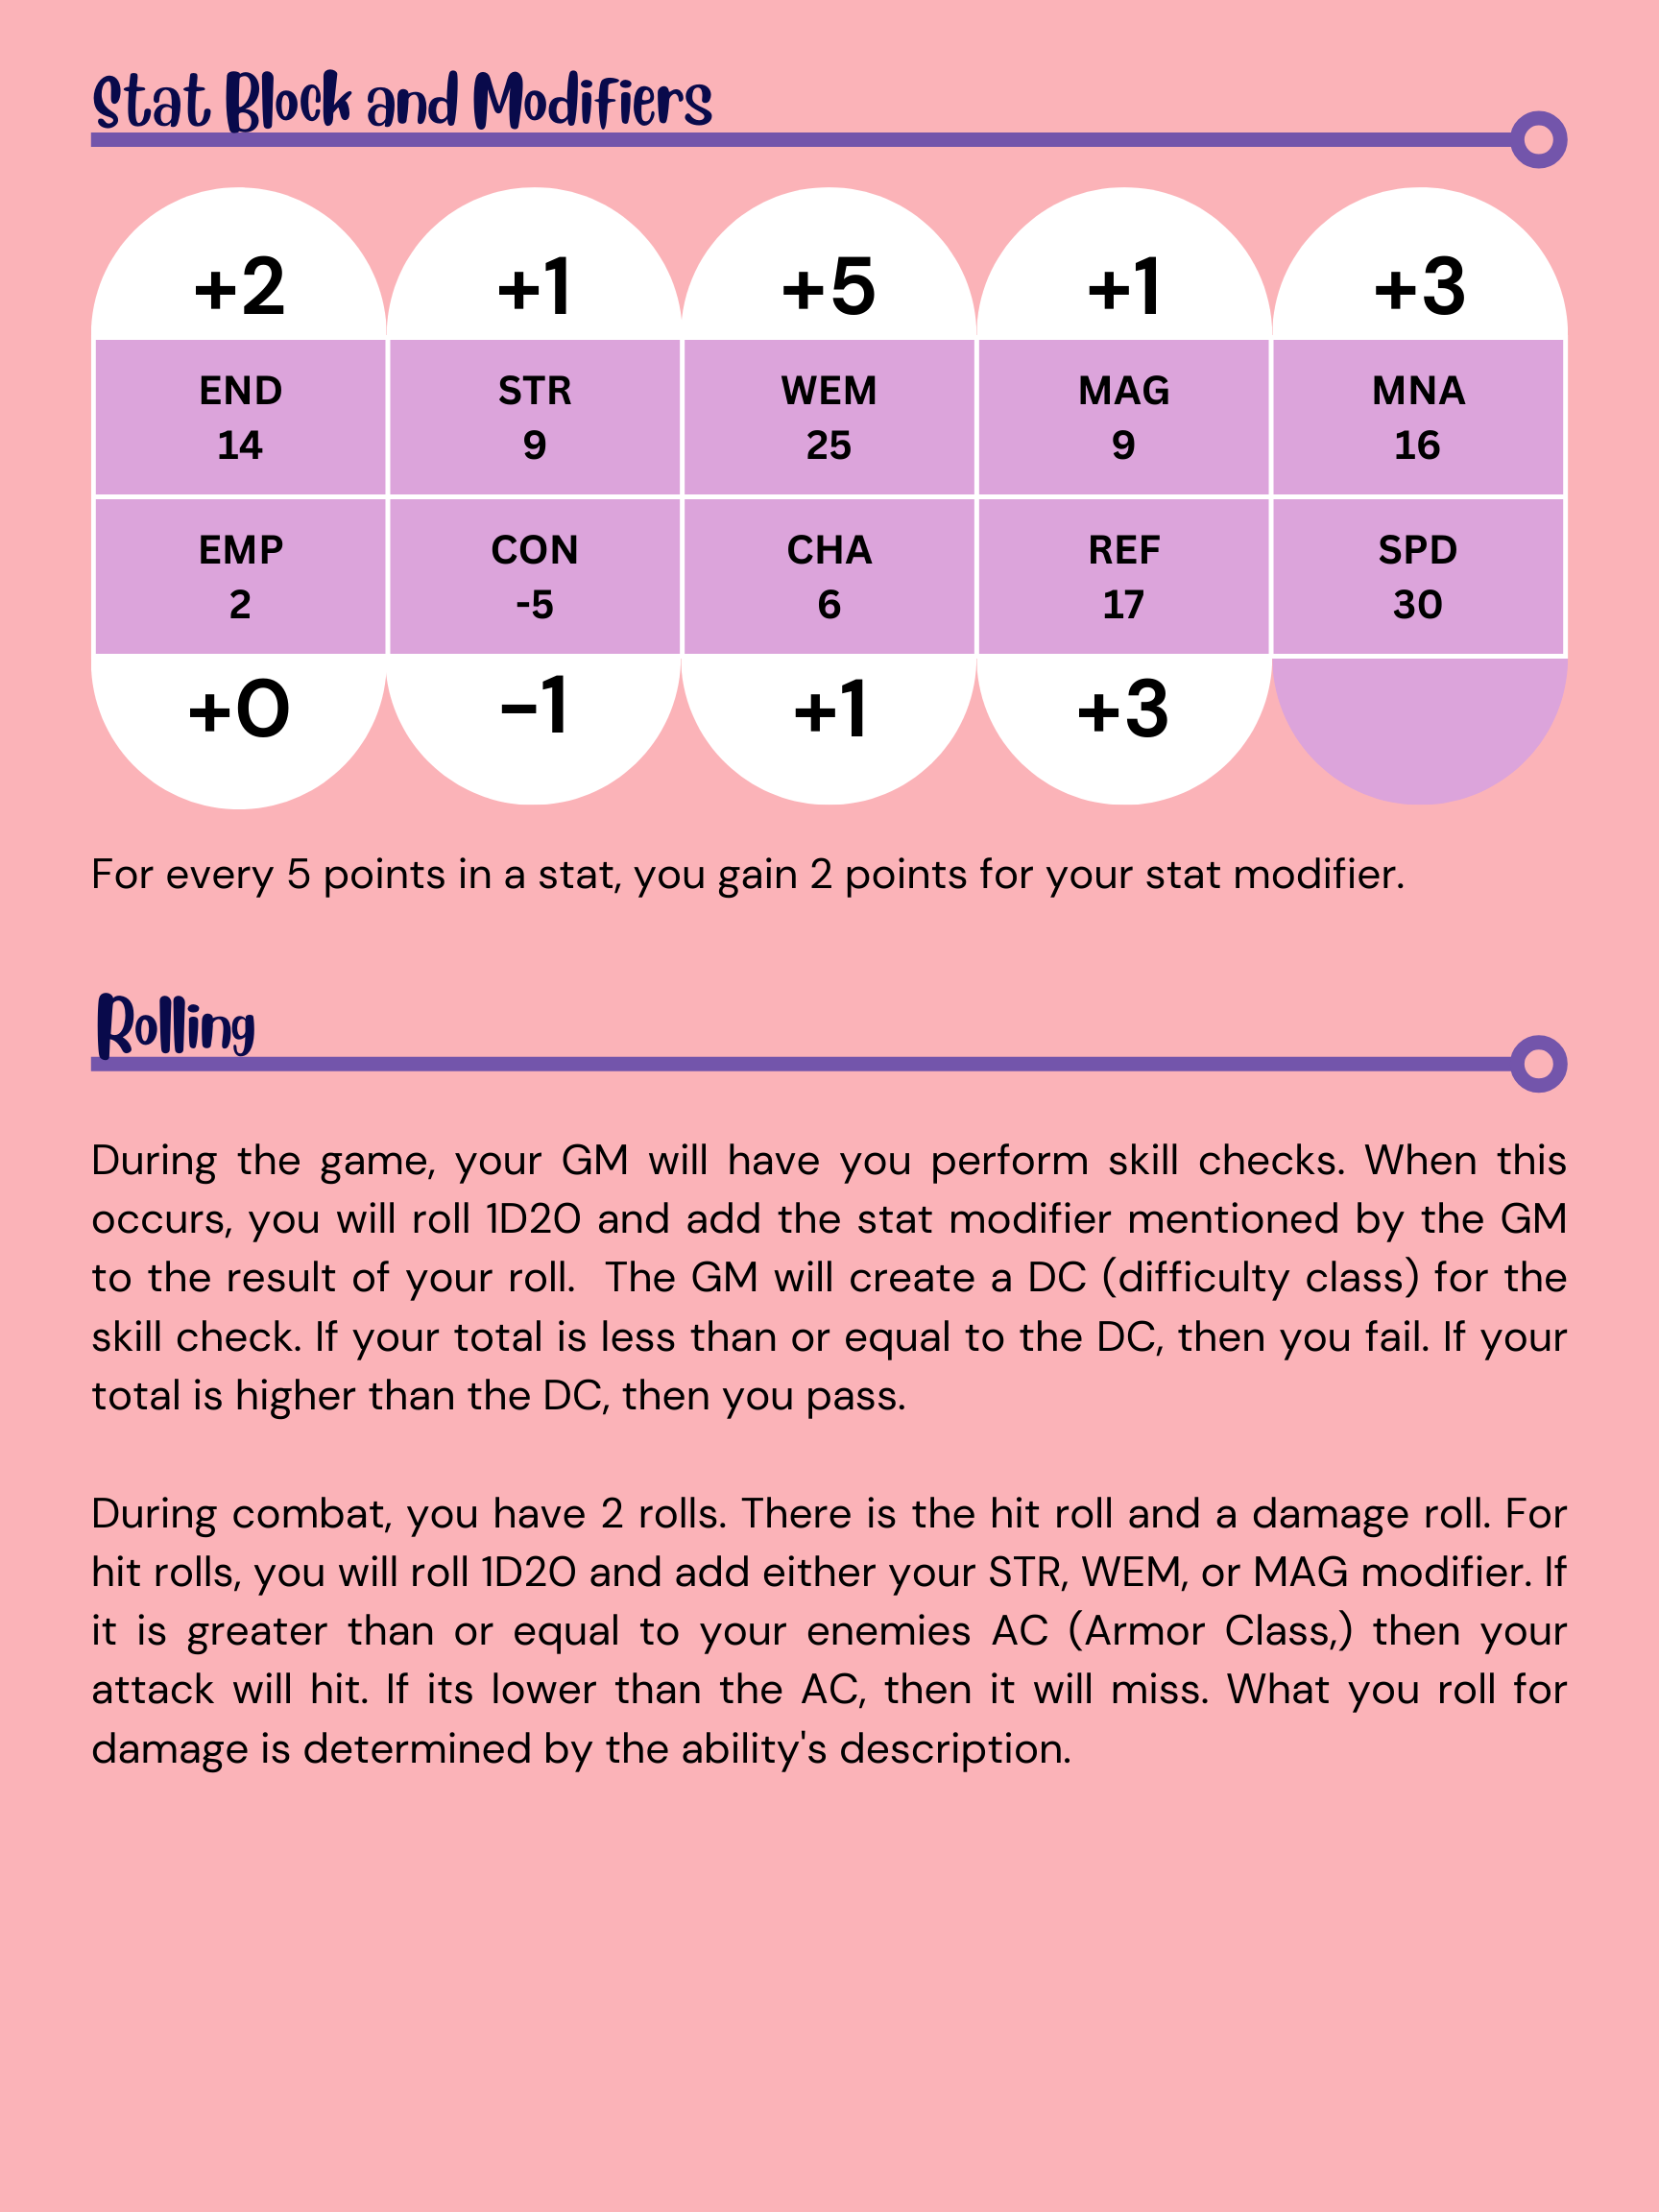 Stat Block and Modifiers
+2 +1 +5 +1 +3
END STR WEM MAG MNA
14 9 25 9 16
EMP CON CHA REF SPD
2 -5 6 17 30
+0 -1 +1 +3
For every 5 points in a stat, you gain 2 points for your stat modifier.
Rolling
During the game, your GM will have you perform skill checks. When this
occurs, you will roll 1D20 and add the stat modifier mentioned by the GM
to the result of your roll.  The GM will create a DC (difficulty class) for the
skill check. If your total is less than or equal to the DC, then you fail. If your
total is higher than the DC, then you pass.
During combat, you have 2 rolls. There is the hit roll and a damage roll. For
hit rolls, you will roll 1D20 and add either your STR, WEM, or MAG modifier. If
it is greater than or equal to your enemies AC (Armor Class,) then your
attack will hit. If its lower than the AC, then it will miss. What you roll for
damage is determined by the ability's description.